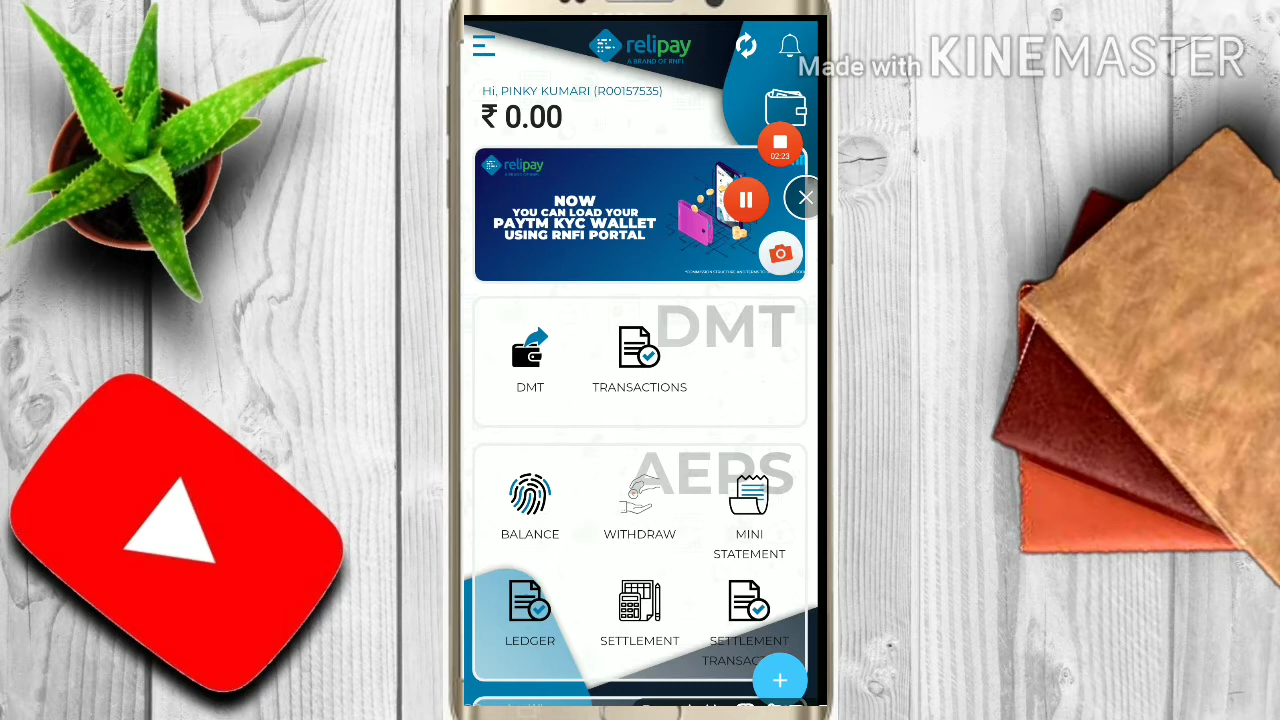 relipay
A BRAND OF RNFI
Made with KINEMASTER
Hi, PINKY KUMARI (R00157535)
₹ 0.00
02:23
relipay
NOW
YOU CAN LOAD YOUR
PAYTM KYC WALLET
USING RNFI PORTAL
DMT
DMT
TRANSACTIONS
AEPS
BALANCE
WITHDRAW
MINI
STATEMENT
LEDGER
SETTLEMENT
SETTLEMENT